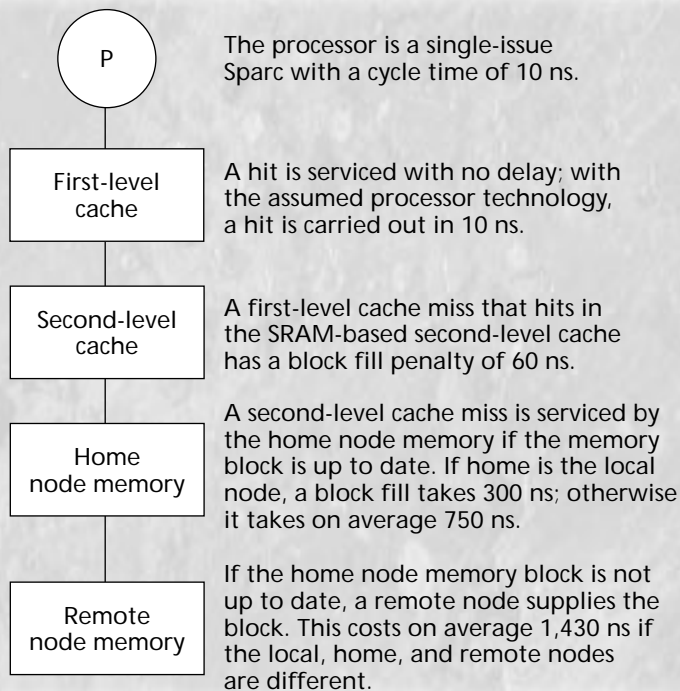 P
The processor is a single-issue
Sparc with a cycle time of 10 ns.
First-level
cache
A hit is serviced with no delay; with
the assumed processor technology,
a hit is carried out in 10 ns.
Second-level
cache
A first-level cache miss that hits in
the SRAM-based second-level cache
has a block fill penalty of 60 ns.
Home
node memory
A second-level cache miss is serviced by
the home node memory if the memory
block is up to date. If home is the local
node, a block fill takes 300 ns; otherwise
it takes on average 750 ns.
Remote
node memory
If the home node memory block is not
up to date, a remote node supplies the
block. This costs on average 1,430 ns if
the local, home, and remote nodes
are different.